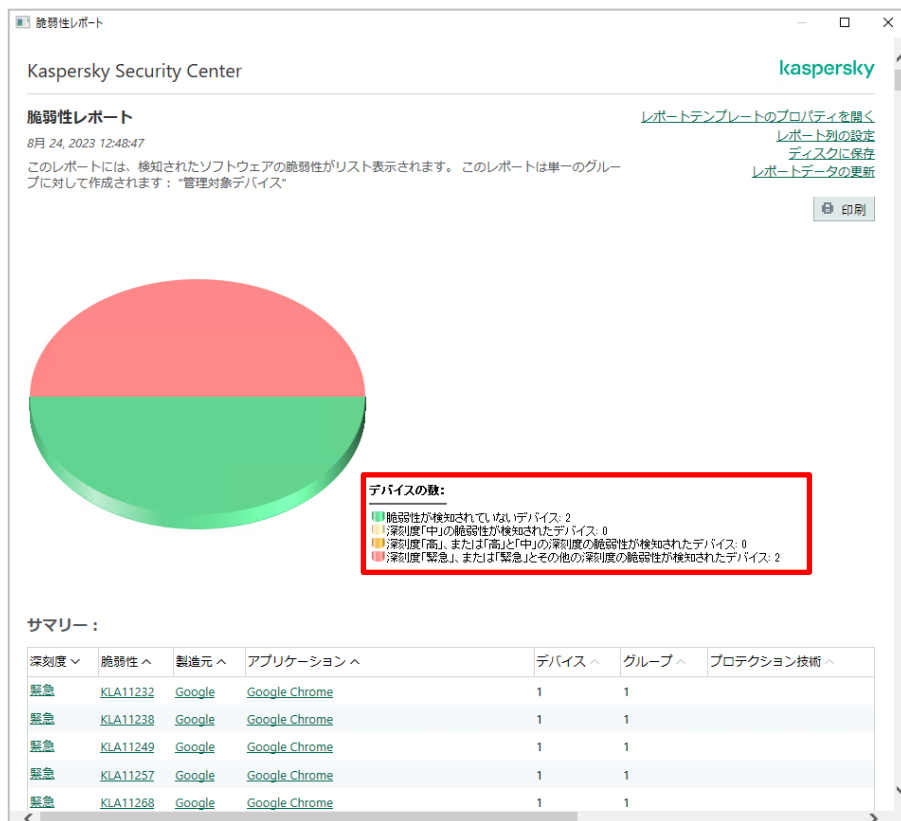 脆弱性レポート
Kaspersky Security Center
kaspersky
脆弱性レポート
8月 24, 2023 12:48:47
このレポートには、検知されたソフトウェアの脆弱性がリスト表示されます。 このレポートは単一のグルー
プに対して作成されます : "管理対象デバイス"
レポートテンプレートのプロパティを開く
レポート列の設定
ディスクに保存
レポートデータの更新
印刷
デバイスの数:
脆弱性が検知されていないデバイス: 2
深刻度「中」の脆弱性が検知されたデバイス: 0
深刻度「高」、または「高」と「中」の深刻度の脆弱性が検知されたデバイス: 0
深刻度「緊急」、または「緊急」とその他の深刻度の脆弱性が検知されたデバイス: 2
サマリー :
深刻度 脆弱性 製造元 アプリケーション デバイス グループ プロテクション技術
緊急 KLA11232 Google Google Chrome 1 1
緊急 KLA11238 Google Google Chrome 1 1
緊急 KLA11249 Google Google Chrome 1 1
緊急 KLA11257 Google Google Chrome 1 1
緊急 KLA11268 Google Google Chrome 1 1